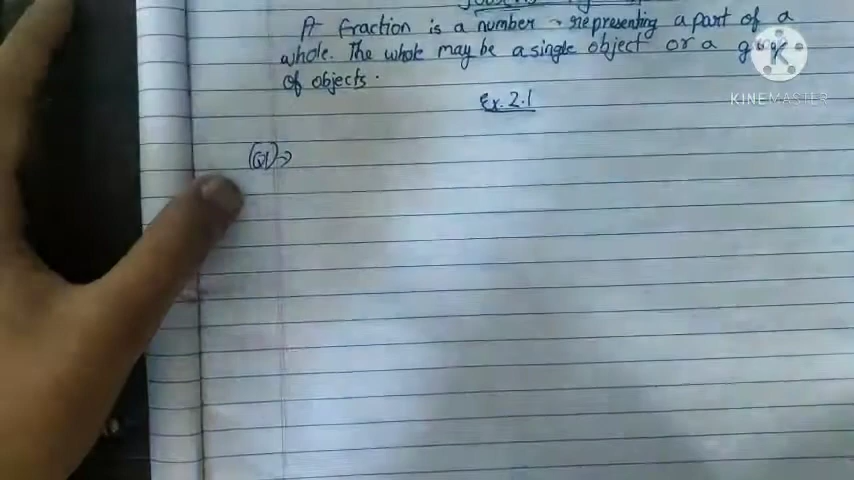 A fraction is a number representing a part of a
whole. The whole may be a single object or a
of objects.
Ex. 2.1
(Q1)→
KINEMASTER